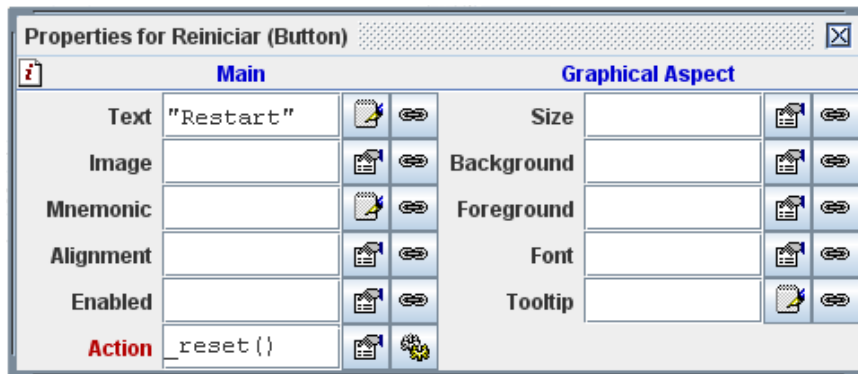 Properties for Reiniciar (Button)
i Main Graphical Aspect
Text "Restart" Size
Image Background
Mnemonic Foreground
Alignment Font
Enabled Tooltip
Action _reset()